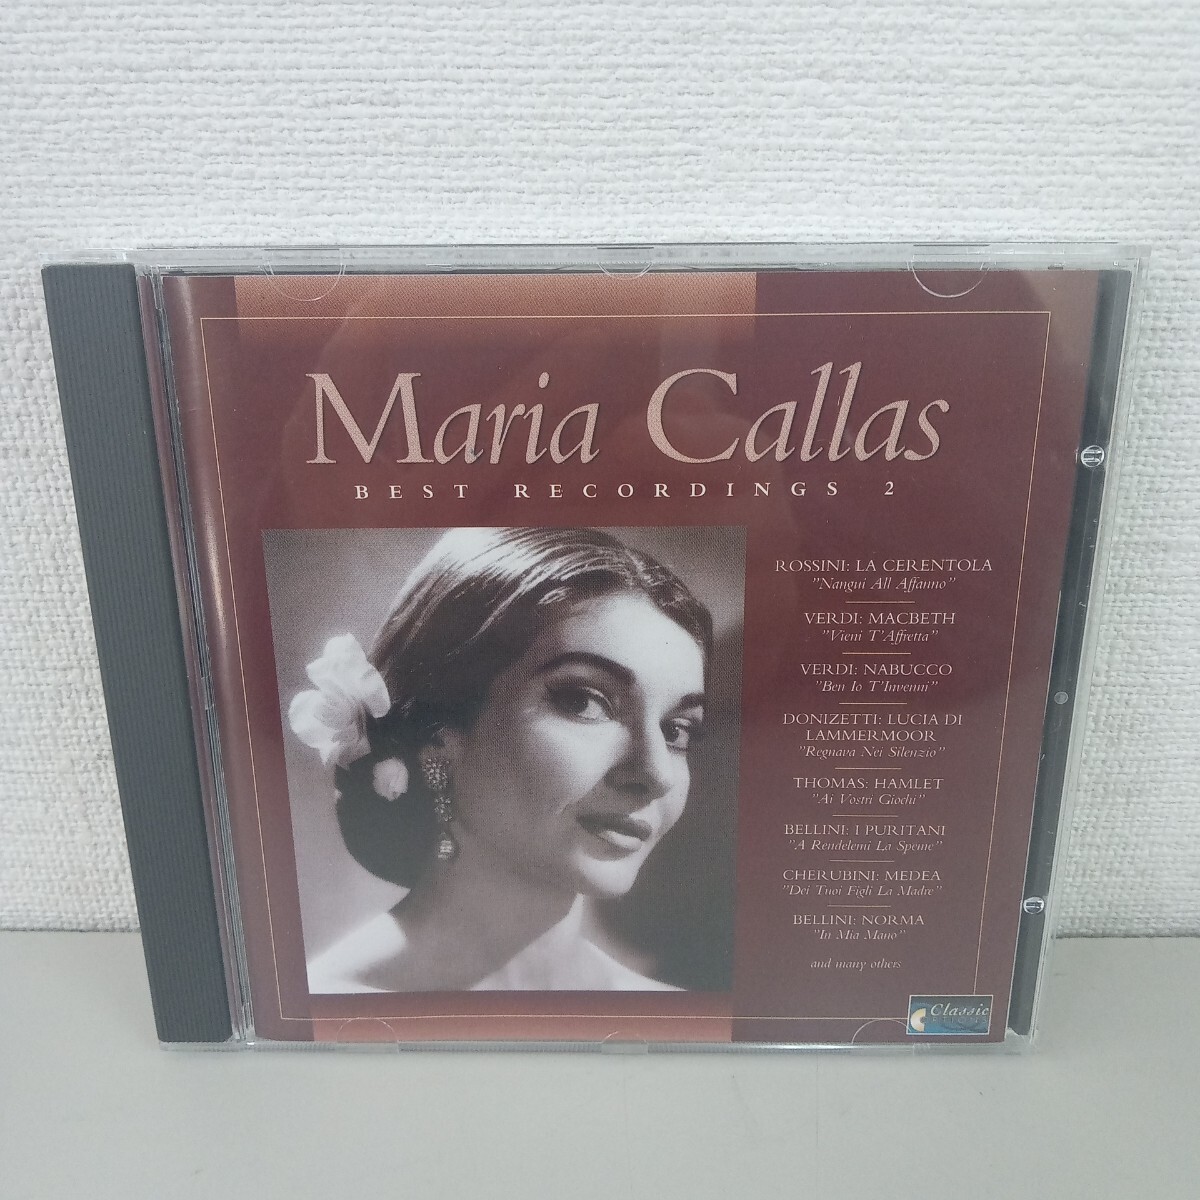 Maria Callas
BEST RECORDINGS 2
ROSSINI: LA CERENTOLA
"Nangui All Affanno"
VERDI: MACBETH
"Vieni T'Affretta"
VERDI: NABUCCO
"Ben Io T'Invenni"
DONIZETTI: LUCIA DI
LAMMERMOOR
"Regnava Nei Silenzio"
THOMAS: HAMLET
"Ai Vostri Giochi"
BELLINI: I PURITANI
"A Rendelemi La Speme"
CHERUBINI: MEDEA
"Dei Tuoi Figli La Madre"
BELLINI: NORMA
"In Mia Mano"
and many others
Classic